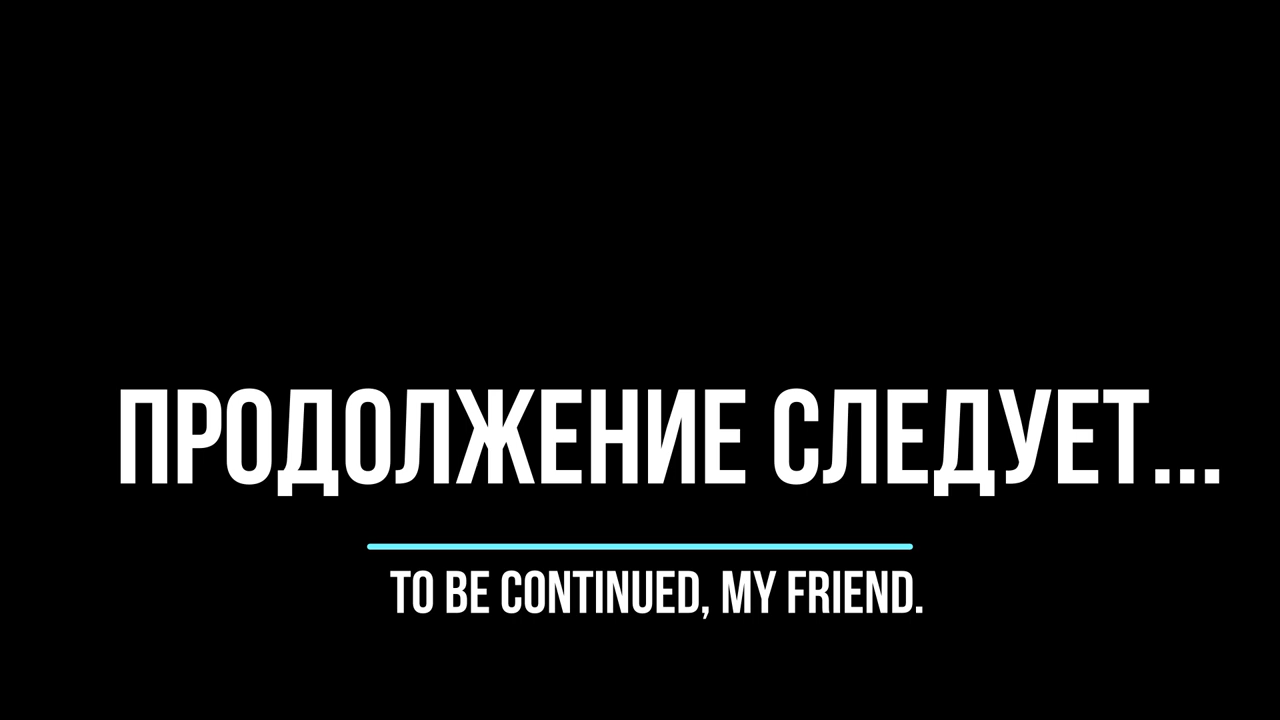 ПРОДОЛЖЕНИЕ СЛЕДУЕТ...
TO BE CONTINUED, MY FRIEND.